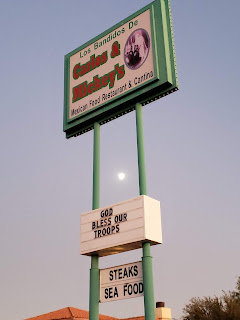 Los Bandidos De
Carlos &
Mickey's
Mexican Food Restaurant & Cantina
GOD
BLESS OUR
TROOPS
STEAKS
SEA FOOD